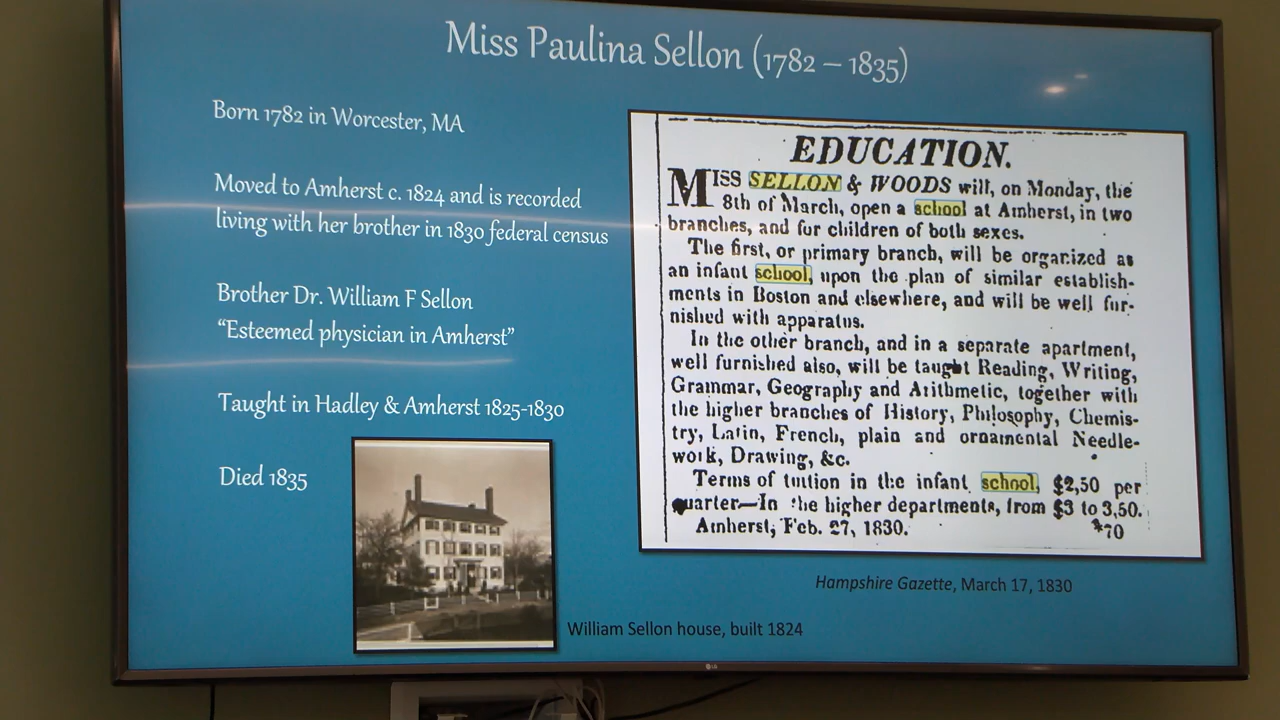 Miss Paulina Sellon (1782 – 1835)
Born 1782 in Worcester, MA
Moved to Amherst c. 1824 and is recorded
living with her brother in 1830 federal census
Brother Dr. William F Sellon
“Esteemed physician in Amherst”
Taught in Hadley & Amherst 1825-1830
Died 1835
William Sellon house, built 1824
EDUCATION.
MISS SELLON & WOODS will, on Monday, the
8th of March, open a school at Amherst, in two
branches, and for children of both sexes.
The first, or primary branch, will be organized as
an infant school, upon the plan of similar establish-
ments in Boston and elsewhere, and will be well fur-
nished with apparatus.
In the other branch, and in a separate apartment,
well furnished also, will be taught Reading, Writing,
Grammar, Geography and Arithmetic, together with
the higher branches of History, Philosophy, Chemis-
try, Latin, French, plain and ornamental Needle-
work, Drawing, &c.
Terms of tuition in the infant school, $2,50 per
quarter—In the higher departments, from $3 to 3,50.
Amherst, Feb. 27, 1830. *70
Hampshire Gazette, March 17, 1830
LG